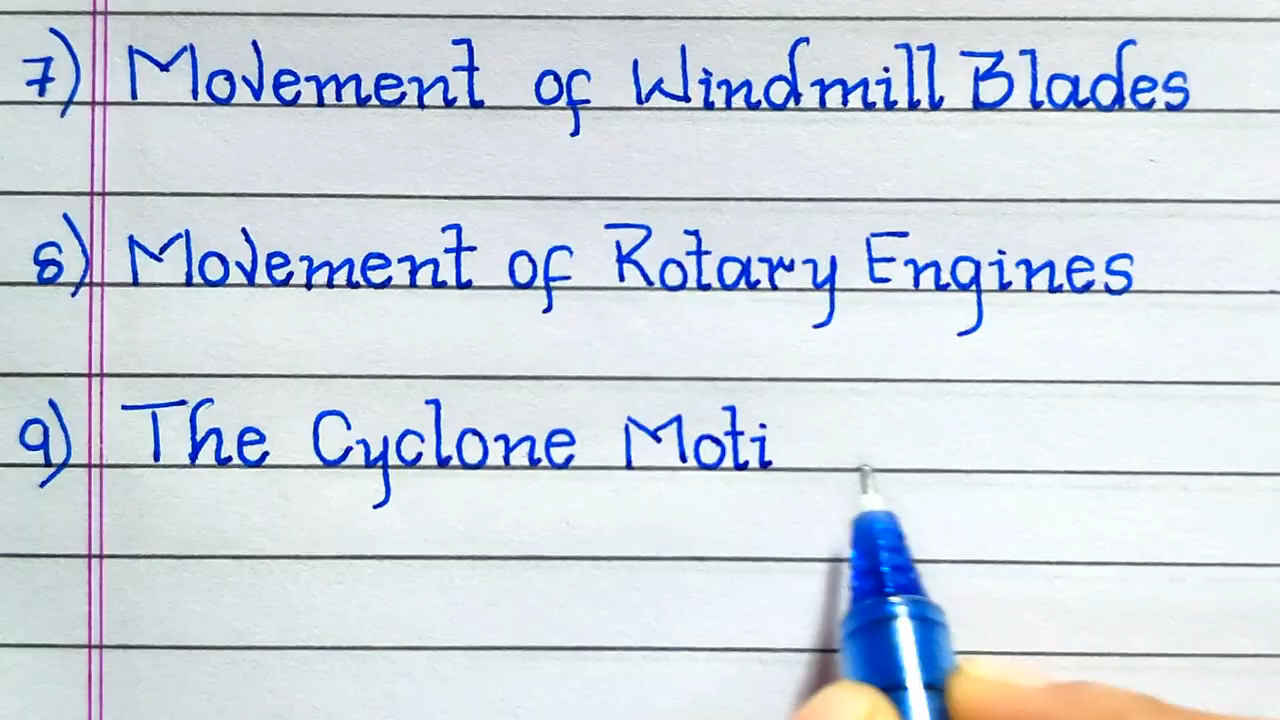 7) Movement of Windmill Blades
8) Movement of Rotary Engines
9) The Cyclone Moti